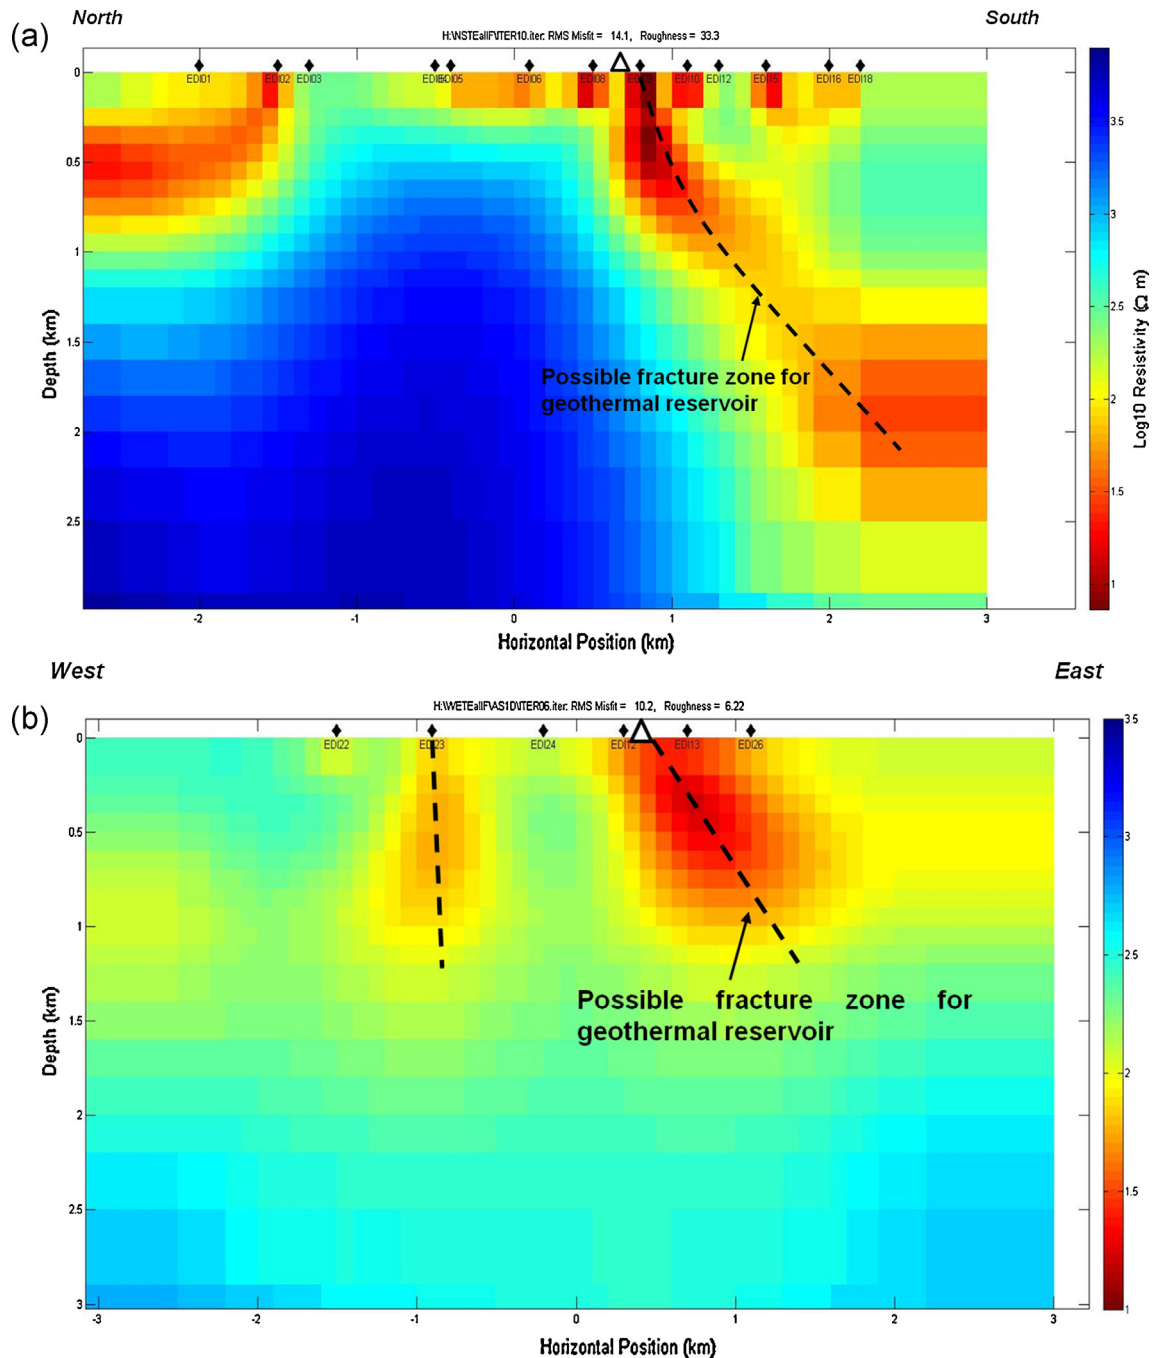 North
South
(a)
H:\NSTEallF\ITER10.iter: RMS Misfit = 14.1, Roughness = 33.3
EDI01 EDI02 EDI03 EDI05 EDI06 EDI08 EDI10 EDI12 EDI15 EDI16 EDI18
0
0.5
1
1.5
2
2.5
Depth (km)
Possible fracture zone for
geothermal reservoir
-2 -1 0 1 2 3
Horizontal Position (km)
3.5
3
2.5
2
1.5
1
Log10 Resistivity (Ω m)
West
East
(b)
H:\WETEallF\AS1D\ITER06.iter: RMS Misfit = 10.2, Roughness = 6.22
EDI22 EDI23 EDI24 EDI12 EDI13 EDI26
0
0.5
1
1.5
2
2.5
3
Depth (km)
Possible fracture zone for
geothermal reservoir
-3 -2 -1 0 1 2 3
Horizontal Position (km)
3.5
3
2.5
2
1.5
1